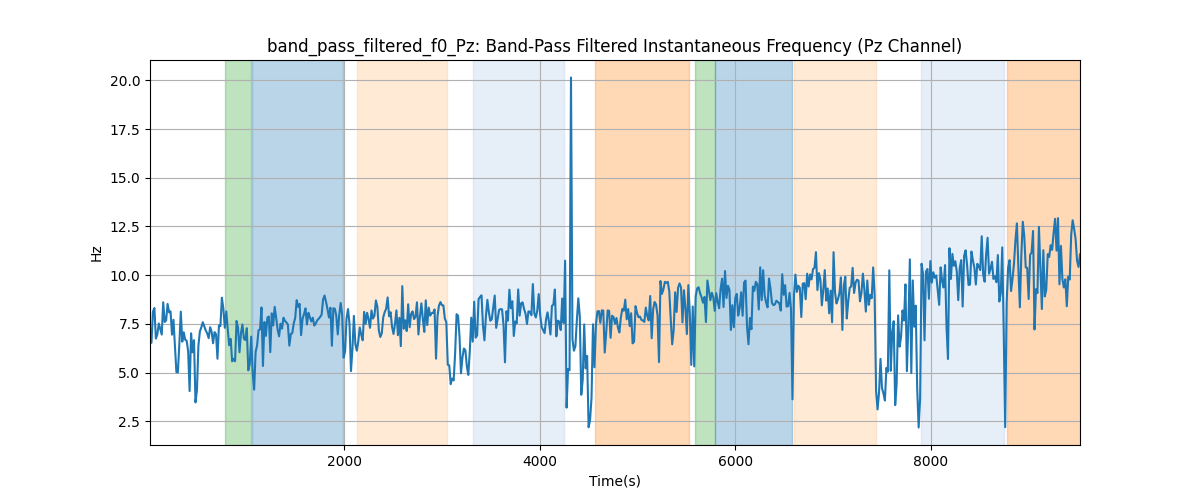 band_pass_filtered_f0_Pz: Band-Pass Filtered Instantaneous Frequency (Pz Channel)
20.0
17.5
15.0
12.5
10.0
7.5
5.0
2.5
Hz
2000 4000 6000 8000
Time(s)